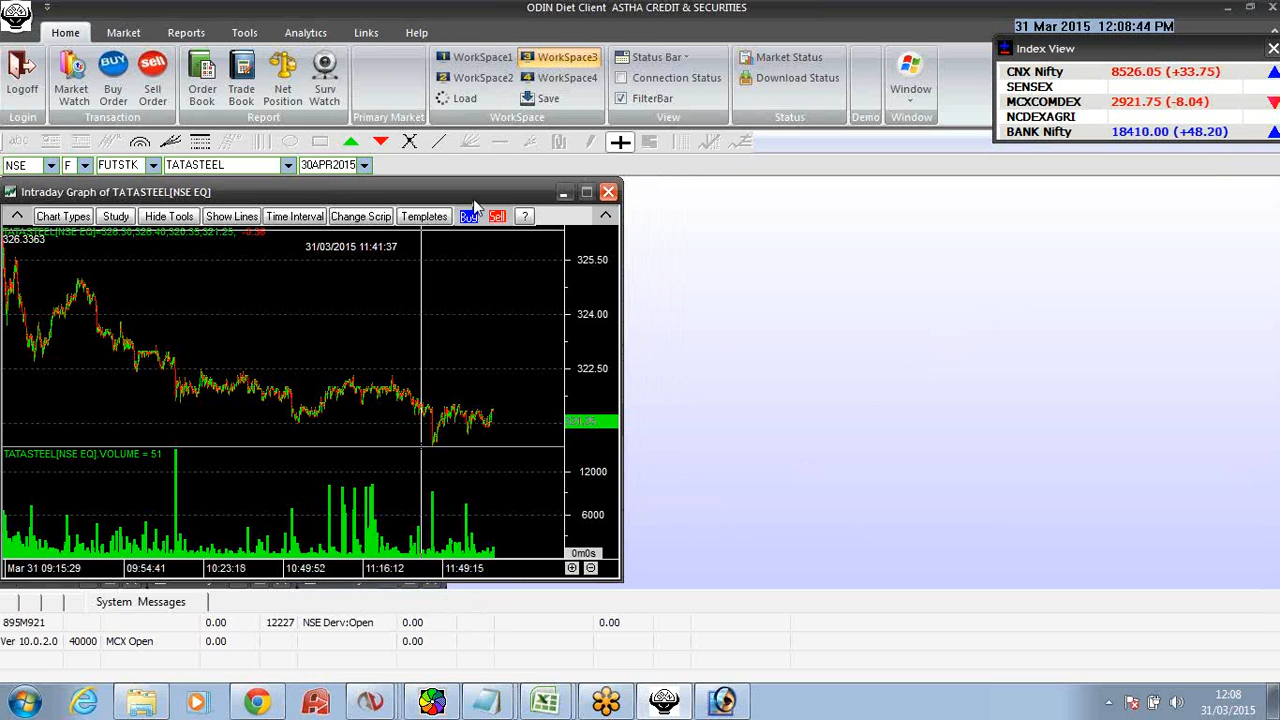 ODIN Diet Client ASTHA CREDIT & SECURITIES
31 Mar 2015 12:08:44 PM
Home Market Reports Tools Analytics Links Help
Index View
CNX Nifty 8526.05 (+33.75)
SENSEX
MCXCOMDEX 2921.75 (-8.04)
NCDEXAGRI
BANK Nifty 18410.00 (+48.20)
BUY sell
Logoff Market Watch Buy Order Sell Order Order Book Trade Book Net Position Surv Watch
1 WorkSpace1 3 WorkSpace3
4 WorkSpace4
Load Save
Status Bar
Connection Status
FilterBar
Market Status
Download Status
Window
Login Transaction Report Primary Market WorkSpace View Status Demo Window
NSE F FUTSTK TATASTEEL 30APR2015
Intraday Graph of TATASTEEL[NSE EQ]
Chart Types Study Hide Tools Show Lines Time Interval Change Scrip Templates Buy Sell ?
326.3363
31/03/2015 11:41:37
325.50
324.00
322.50
TATASTEEL[NSE EQ].VOLUME = 51
12000
6000
0m0s
Mar 31 09:15:29 09:54:41 10:23:18 10:49:52 11:16:12 11:49:15
System Messages
895M921 0.00 12227 NSE Derv:Open 0.00 0.00
Ver 10.0.2.0 40000 MCX Open 0.00 0.00
12:08
31/03/2015